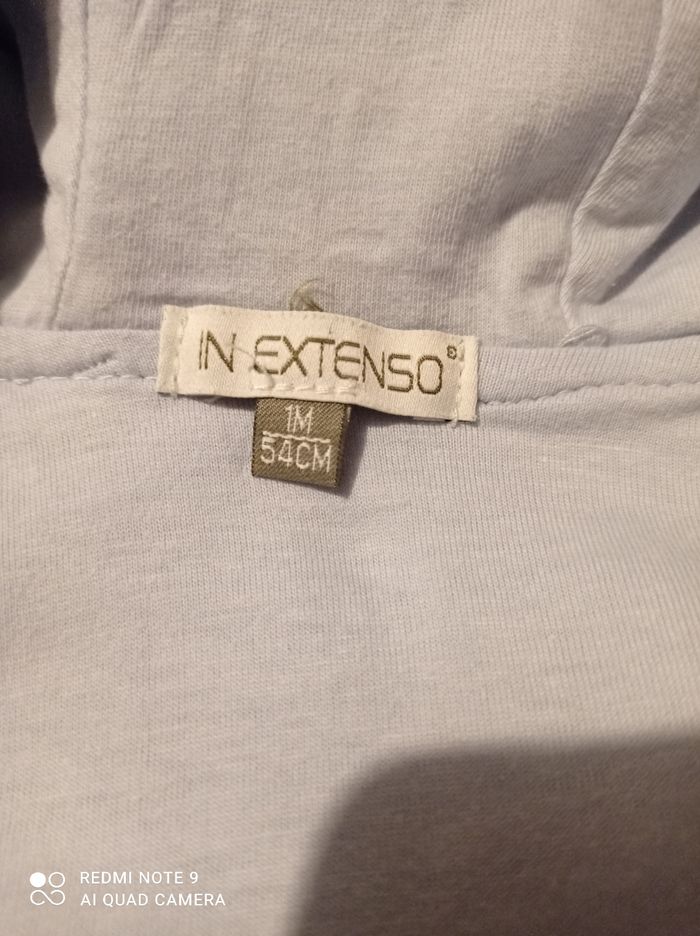 IN EXTENSO®
1M
54CM
REDMI NOTE 9
AI QUAD CAMERA